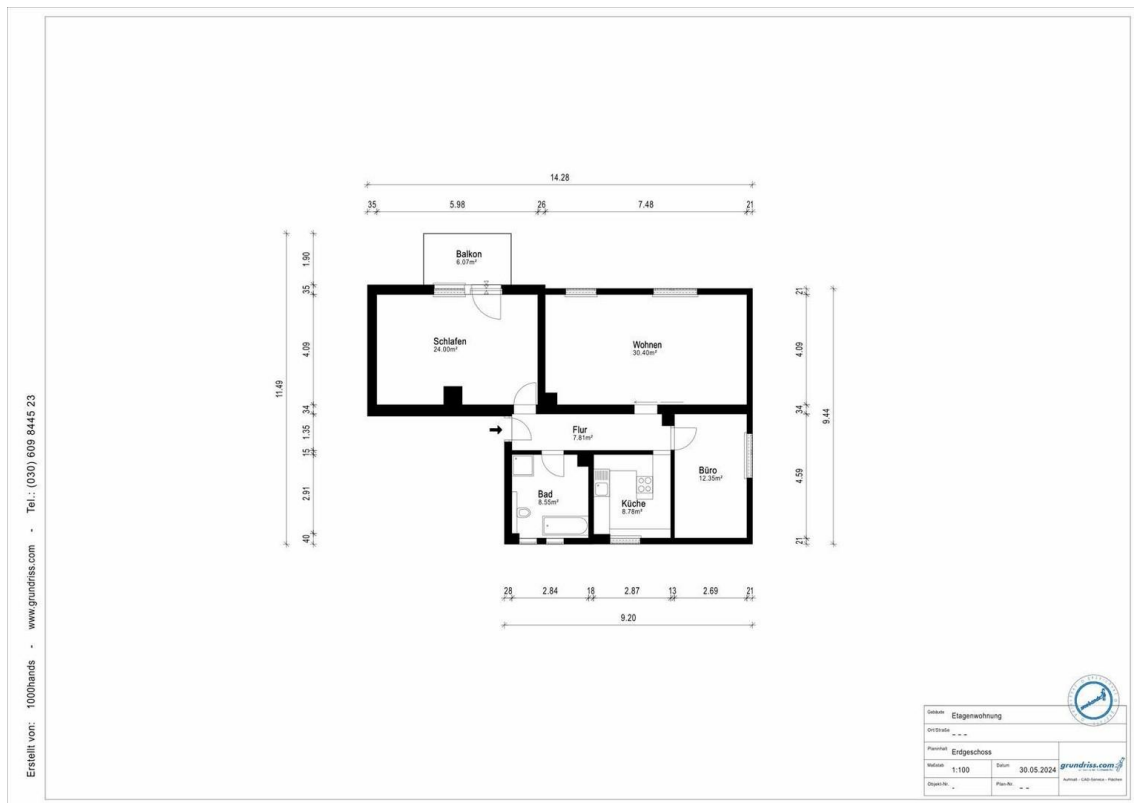 14.28
35 5.98 26 7.48 21
11.49
1.90
35
4.09
34
1.35
15
2.91
40
Balkon
6.07m²
Schlafen
24.00m²
Wohnen
30.40m²
Flur
7.81m²
Bad
8.55m²
Küche
8.78m²
Büro
12.35m²
21
4.09
34
4.59
21
9.44
28 2.84 18 2.87 13 2.69 21
9.20
Erstellt von: 1000hands - www.grundriss.com - Tel.: (030) 609 8445 23
Gebäude Etagenwohnung
Ort/Straße - - -
Planinhalt Erdgeschoss
Maßstab 1:100 Datum 30.05.2024
Objekt-Nr. - Plan-Nr. - -
grundriss.com